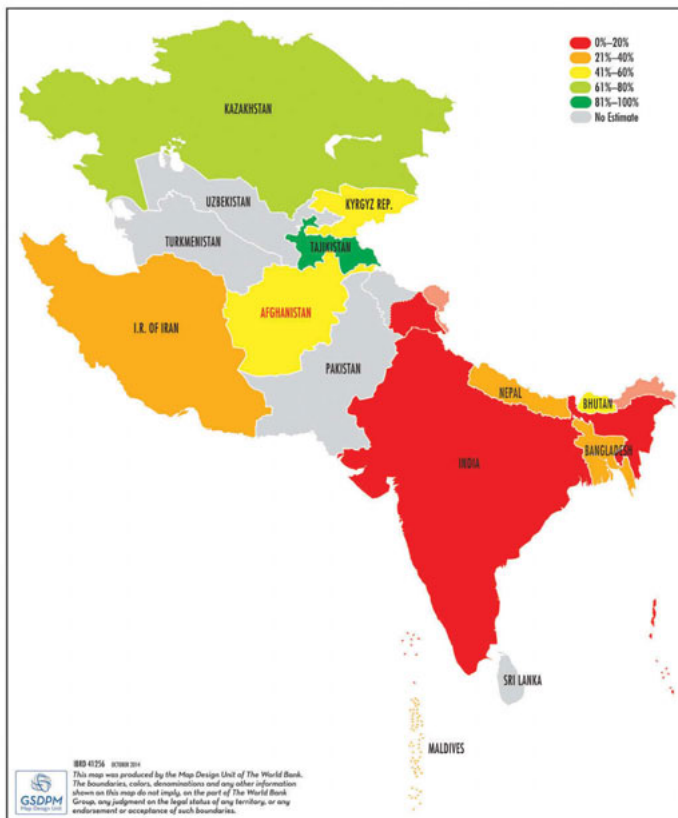 0%–20%
21%–40%
41%–60%
61%–80%
81%–100%
No Estimate
KAZAKHSTAN
UZBEKISTAN
KYRGYZ REP.
TURKMENISTAN
TAJIKISTAN
I.R. OF IRAN
AFGHANISTAN
PAKISTAN
NEPAL
BHUTAN
INDIA
BANGLADESH
SRI LANKA
MALDIVES
IBRD 41256 OCTOBER 2014
This map was produced by the Map Design Unit of The World Bank.
The boundaries, colors, denominations and any other information
shown on this map do not imply, on the part of The World Bank
Group, any judgment on the legal status of any territory, or any
endorsement or acceptance of such boundaries.
GSDPM
Map Design Unit